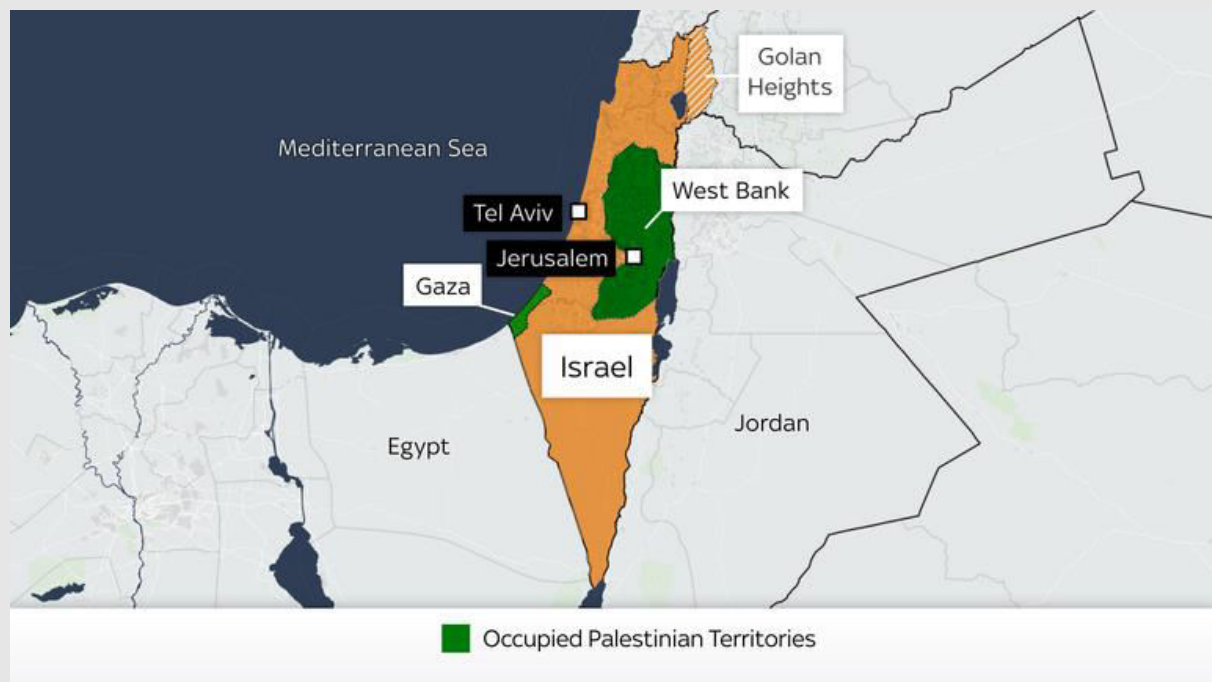 Golan
Heights
Mediterranean Sea
West Bank
Tel Aviv
Jerusalem
Gaza
Israel
Jordan
Egypt
Occupied Palestinian Territories